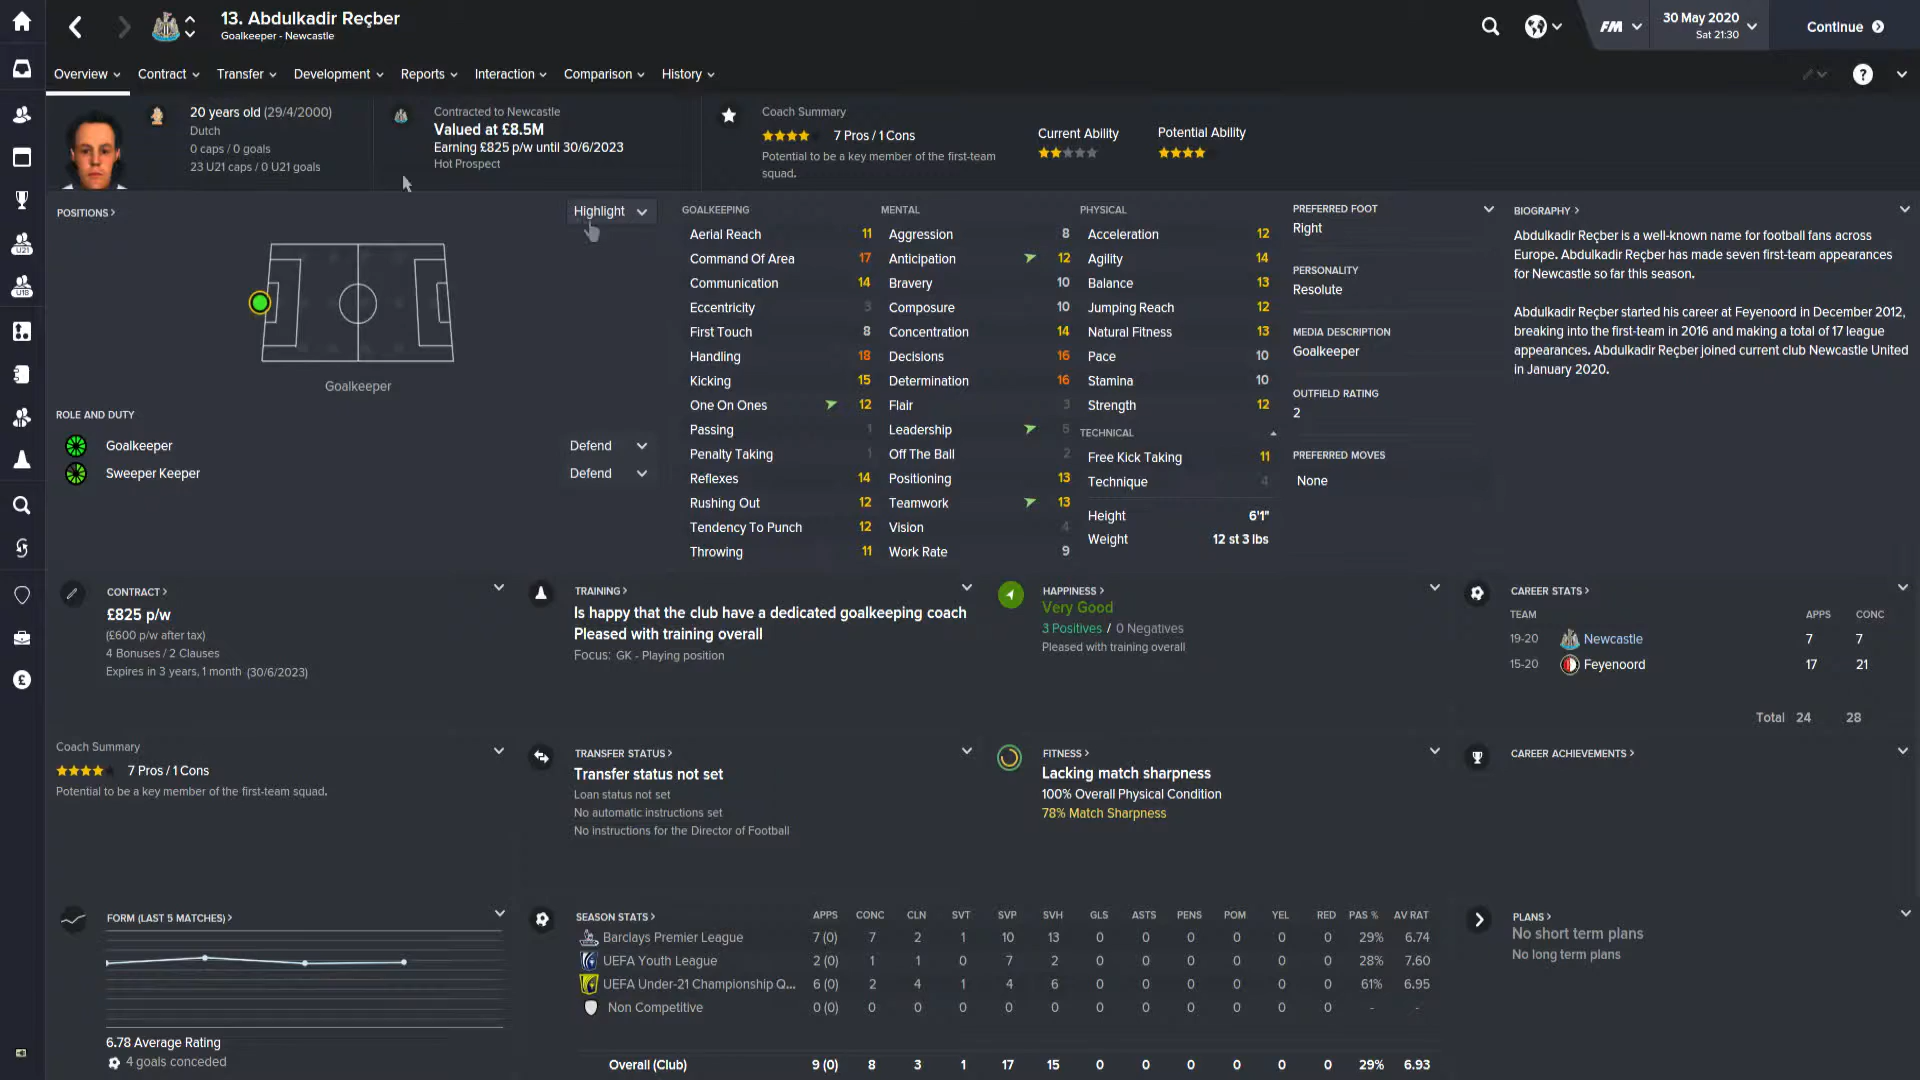 13. Abdulkadir Reçber
Goalkeeper - Newcastle
FM
30 May 2020
Sat 21:30
Continue
Overview
Contract
Transfer
Development
Reports
Interaction
Comparison
History
?
20 years old (29/4/2000)
Dutch
0 caps / 0 goals
23 U21 caps / 0 U21 goals
Contracted to Newcastle
Valued at £8.5M
Earning £825 p/w until 30/6/2023
Hot Prospect
Coach Summary
7 Pros / 1 Cons
Potential to be a key member of the first-team
squad.
Current Ability
Potential Ability
POSITIONS >
Highlight
Goalkeeper
ROLE AND DUTY
Goalkeeper Defend
Sweeper Keeper Defend
GOALKEEPING
Aerial Reach 11
Command Of Area 17
Communication 14
Eccentricity 3
First Touch 8
Handling 18
Kicking 15
One On Ones 12
Passing 1
Penalty Taking 1
Reflexes 14
Rushing Out 12
Tendency To Punch 12
Throwing 11
MENTAL
Aggression 8
Anticipation 12
Bravery 10
Composure 10
Concentration 14
Decisions 16
Determination 16
Flair 3
Leadership 5
Off The Ball 2
Positioning 13
Teamwork 13
Vision 4
Work Rate 9
PHYSICAL
Acceleration 12
Agility 14
Balance 13
Jumping Reach 12
Natural Fitness 13
Pace 10
Stamina 10
Strength 12
TECHNICAL
Free Kick Taking 11
Technique 4
Height 6'1"
Weight 12 st 3 lbs
PREFERRED FOOT
Right
PERSONALITY
Resolute
MEDIA DESCRIPTION
Goalkeeper
OUTFIELD RATING
2
PREFERRED MOVES
None
BIOGRAPHY >
Abdulkadir Reçber is a well-known name for football fans across
Europe. Abdulkadir Reçber has made seven first-team appearances
for Newcastle so far this season.
Abdulkadir Reçber started his career at Feyenoord in December 2012,
breaking into the first-team in 2016 and making a total of 17 league
appearances. Abdulkadir Reçber joined current club Newcastle United
in January 2020.
U21
U18
£
CONTRACT >
£825 p/w
(£600 p/w after tax)
4 Bonuses / 2 Clauses
Expires in 3 years, 1 month (30/6/2023)
TRAINING >
Is happy that the club have a dedicated goalkeeping coach
Pleased with training overall
Focus: GK - Playing position
HAPPINESS >
Very Good
3 Positives / 0 Negatives
Pleased with training overall
CAREER STATS >
TEAM APPS CONC
19-20 Newcastle 7 7
15-20 Feyenoord 17 21
Total 24 28
Coach Summary
7 Pros / 1 Cons
Potential to be a key member of the first-team squad.
TRANSFER STATUS >
Transfer status not set
Loan status not set
No automatic instructions set
No instructions for the Director of Football
FITNESS >
Lacking match sharpness
100% Overall Physical Condition
78% Match Sharpness
CAREER ACHIEVEMENTS >
FORM (LAST 5 MATCHES) >
6.78 Average Rating
4 goals conceded
SEASON STATS > APPS CONC CLN SVT SVP SVH GLS ASTS PENS POM YEL RED PAS % AV RAT
Barclays Premier League 7 (0) 7 2 1 10 13 0 0 0 0 0 0 29% 6.74
UEFA Youth League 2 (0) 1 1 0 7 2 0 0 0 0 0 0 28% 7.60
UEFA Under-21 Championship Q... 6 (0) 2 4 1 4 6 0 0 0 0 0 0 61% 6.95
Non Competitive 0 (0) 0 0 0 0 0 0 0 0 0 0 0 - -
Overall (Club) 9 (0) 8 3 1 17 15 0 0 0 0 0 0 29% 6.93
PLANS >
No short term plans
No long term plans